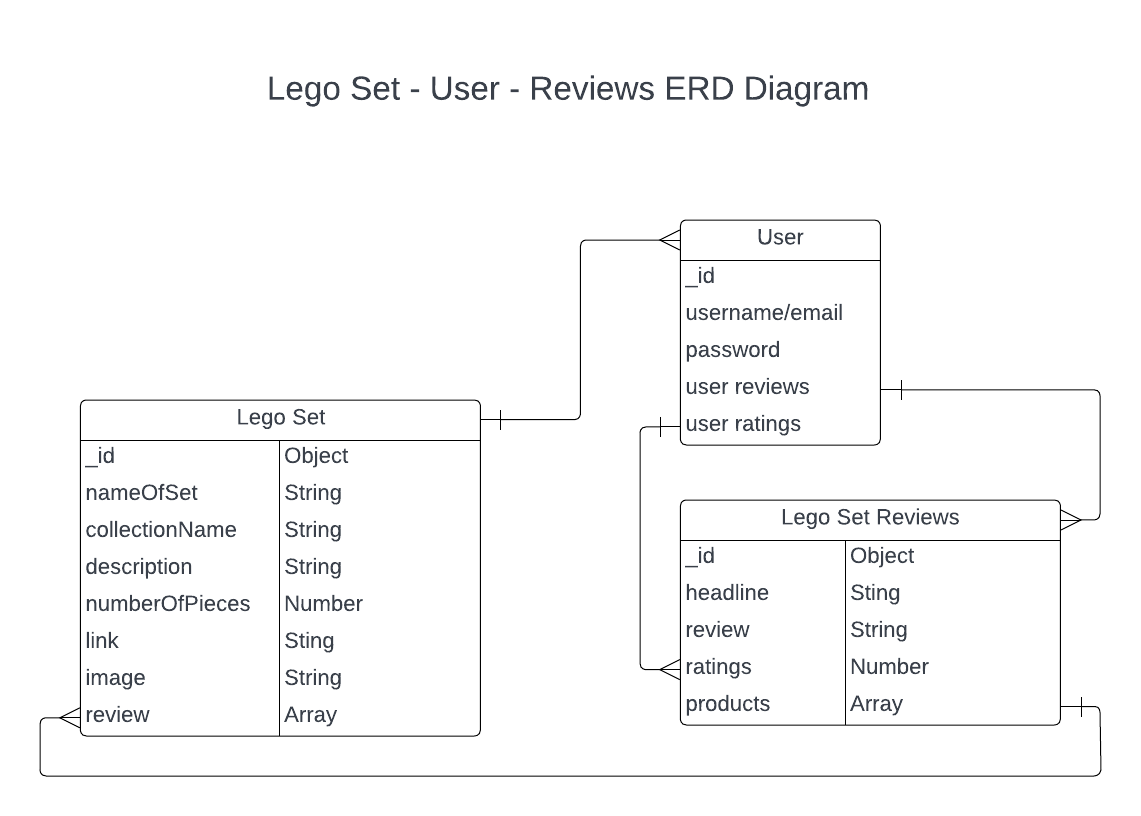 Lego Set - User - Reviews ERD Diagram
User
_id
username/email
password
user reviews
user ratings
Lego Set
_id Object
nameOfSet String
collectionName String
description String
numberOfPieces Number
link Sting
image String
review Array
Lego Set Reviews
_id Object
headline Sting
review String
ratings Number
products Array